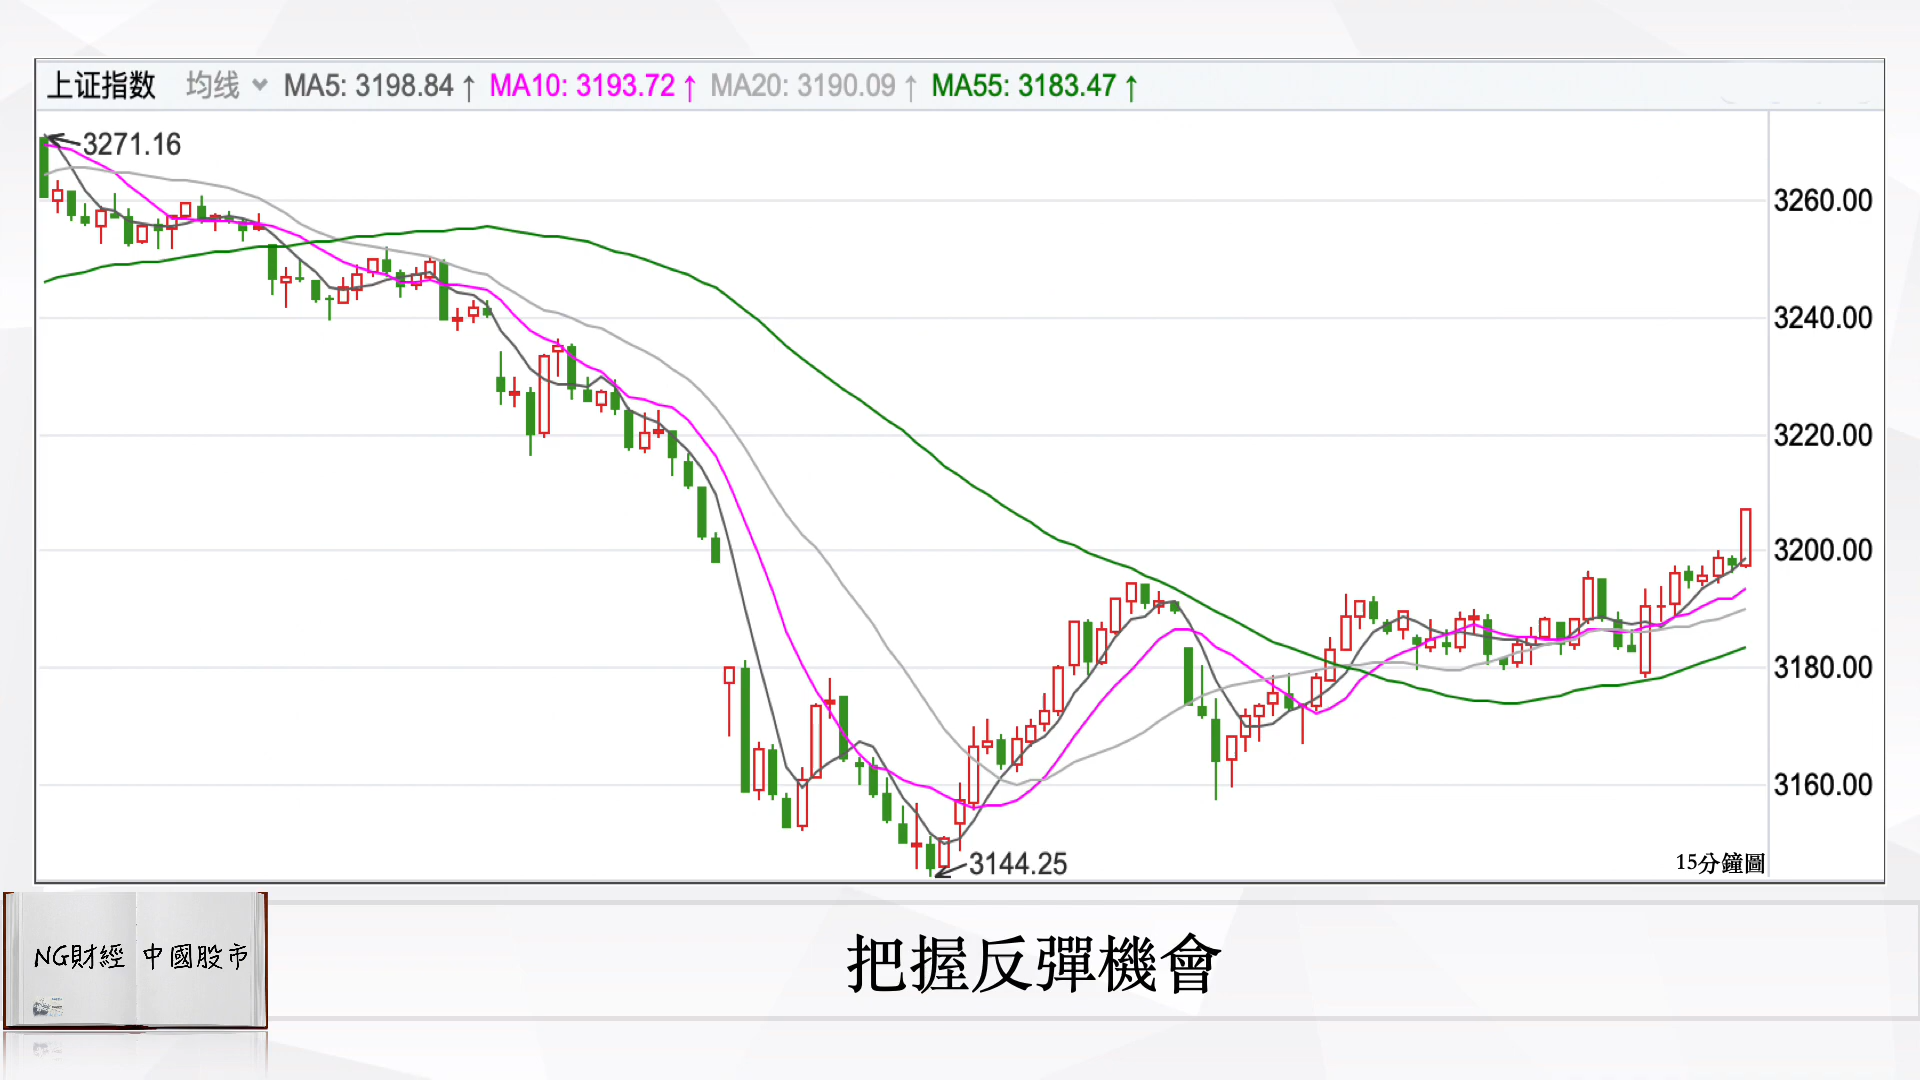 上证指数 均线 MA5: 3198.84 ↑ MA10: 3193.72 ↑ MA20: 3190.09 ↑ MA55: 3183.47 ↑
3271.16
3260.00
3240.00
3220.00
3200.00
3180.00
3160.00
3144.25
15分鐘圖
NG財經 中國股市
把握反彈機會